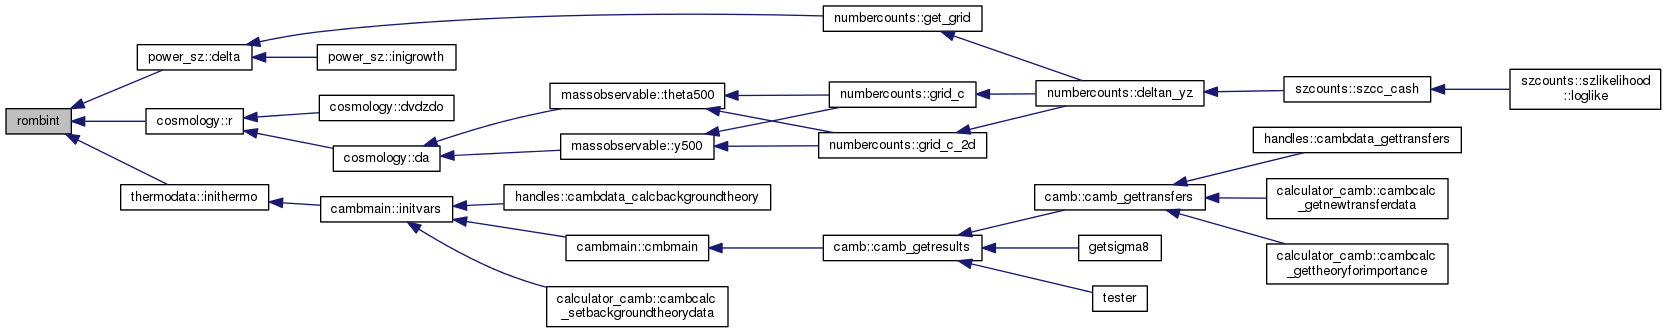 rombint
power_sz::delta
cosmology::r
thermodata::inithermo
power_sz::inigrowth
cosmology::dvdzdo
cosmology::da
cambmain::initvars
massobservable::theta500
massobservable::y500
handles::cambdata_calcbackgroundtheory
cambmain::cmbmain
calculator_camb::cambcalc
_setbackgroundtheorydata
numbercounts::get_grid
numbercounts::grid_c
numbercounts::grid_c_2d
camb::camb_getresults
numbercounts::deltan_yz
camb::camb_gettransfers
getsigma8
tester
szcounts::szcc_cash
handles::cambdata_gettransfers
calculator_camb::cambcalc
_getnewtransferdata
calculator_camb::cambcalc
_gettheoryforimportance
szcounts::szlikelihood
::loglike